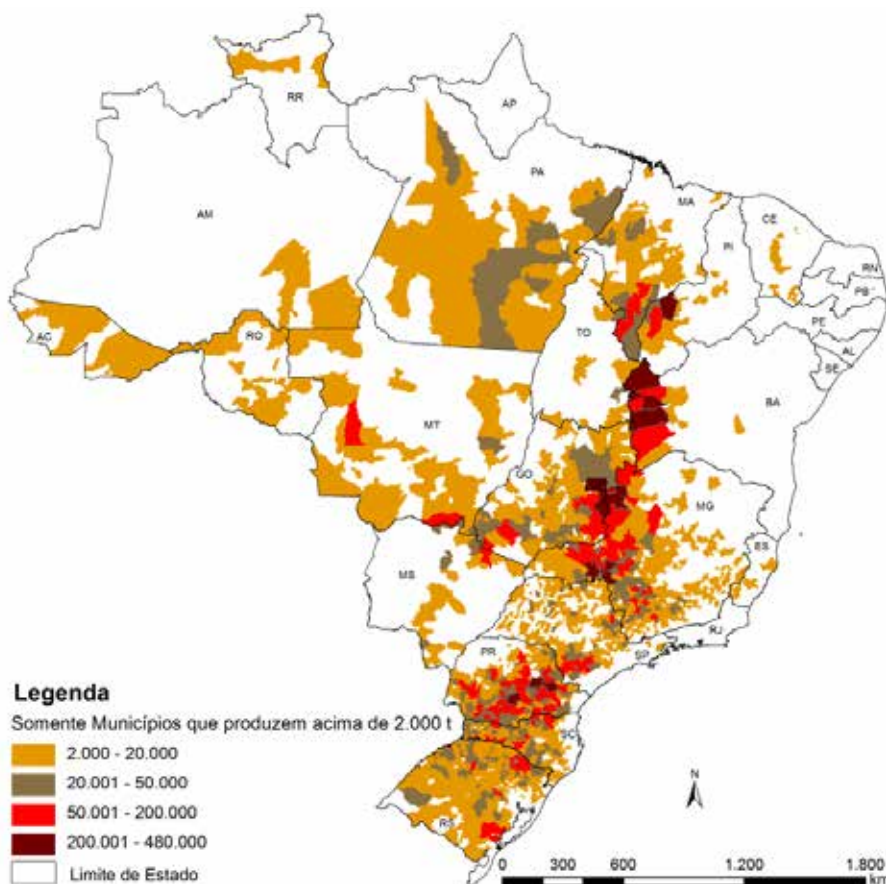 RR
AP
AM
PA
MA
CE
RN
PB
PI
PE
AL
SE
AC
RO
TO
BA
MT
GO
MG
ES
MS
RJ
SP
PR
SC
RS
Legenda
Somente Municípios que produzem acima de 2.000 t
2.000 - 20.000
20.001 - 50.000
50.001 - 200.000
200.001 - 480.000
Limite de Estado
N
0 300 600 1.200 1.800
km